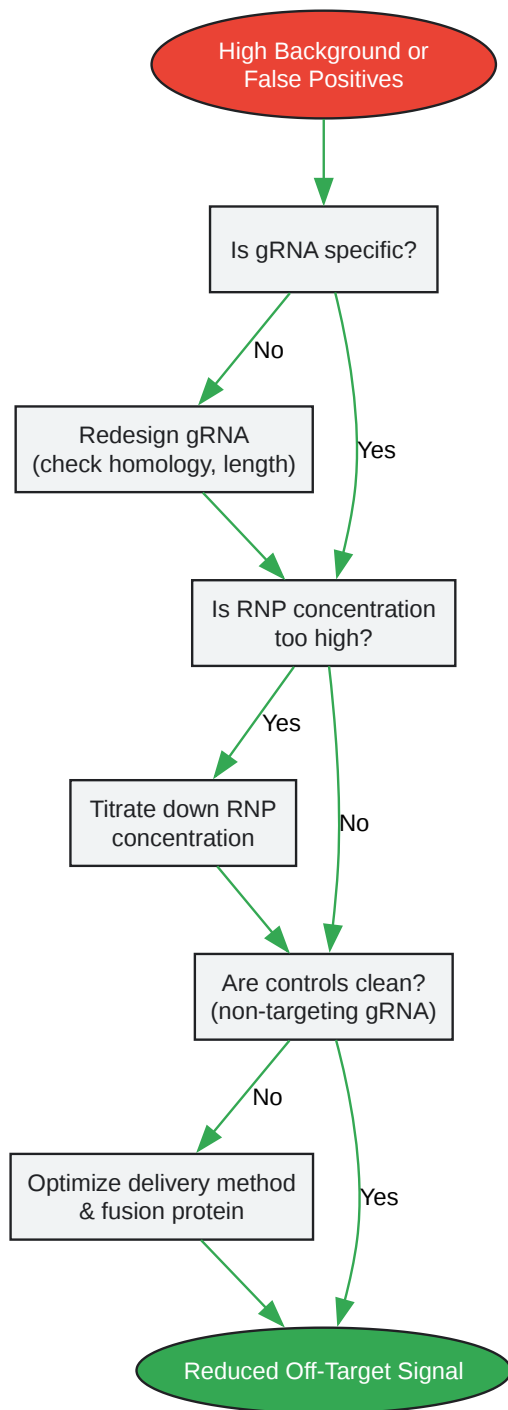 High Background or
False Positives
Is gRNA specific?
No
Redesign gRNA
(check homology, length)
Yes
Is RNP concentration
too high?
Yes
Titrate down RNP
concentration
No
Are controls clean?
(non-targeting gRNA)
No
Optimize delivery method
& fusion protein
Yes
Reduced Off-Target Signal